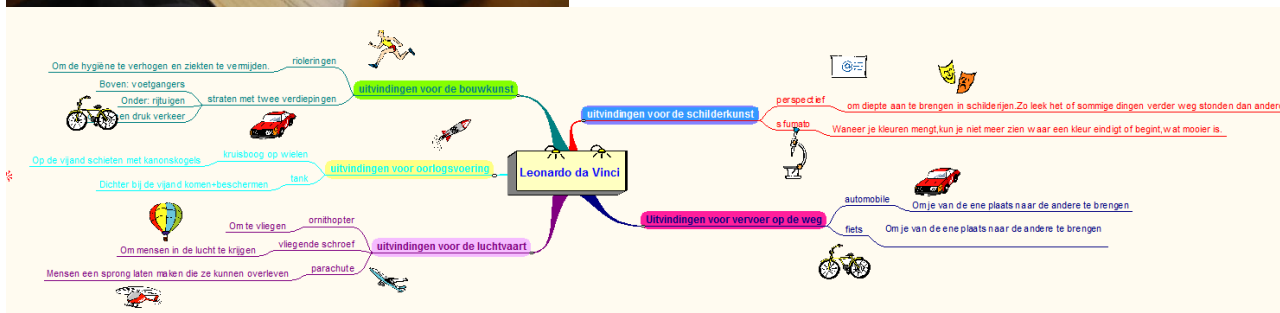 Leonardo da Vinci
uitvindingen voor de bouwkunst
rioleringen
Om de hygiëne te verhogen en ziekten te vermijden.
straten met twee verdiepingen
Boven: voetgangers
Onder: rijtuigen
en druk verkeer
uitvindingen voor oorlogsvoering
kruisboog op wielen
Op de vijand schieten met kanonskogels
tank
Dichter bij de vijand komen+beschermen
uitvindingen voor de luchtvaart
ornithopter
Om te vliegen
vliegende schroef
Om mensen in de lucht te krijgen
parachute
Mensen een sprong laten maken die ze kunnen overleven
uitvindingen voor de schilderkunst
perspectief
om diepte aan te brengen in schilderijen.Zo leek het of sommige dingen verder weg stonden dan andere
sfumato
Waneer je kleuren mengt,kun je niet meer zien waar een kleur eindigt of begint,wat mooier is.
Uitvindingen voor vervoer op de weg
automobile
Om je van de ene plaats naar de andere te brengen
fiets
Om je van de ene plaats naar de andere te brengen